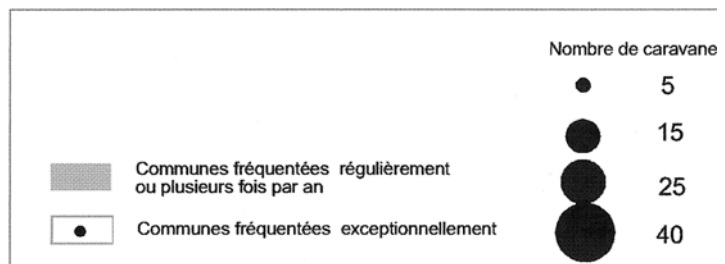 Nombre de caravane
5
15
Communes fréquentées régulièrement
ou plusieurs fois par an
25
Communes fréquentées exceptionnellement
40